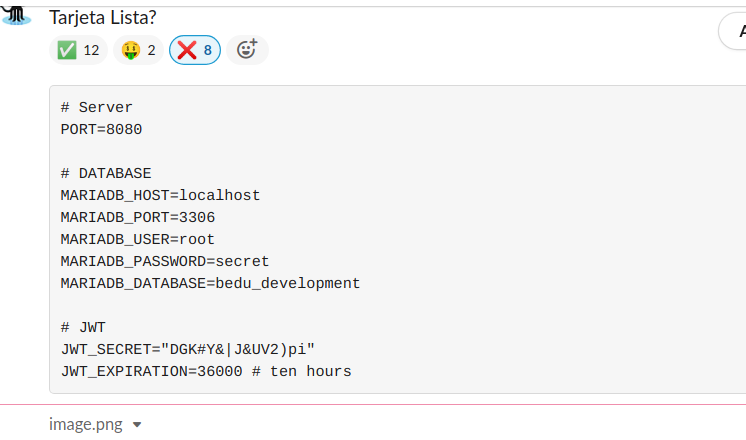 Tarjeta Lista?
12 2 8
# Server
PORT=8080
# DATABASE
MARIADB_HOST=localhost
MARIADB_PORT=3306
MARIADB_USER=root
MARIADB_PASSWORD=secret
MARIADB_DATABASE=bedu_development
# JWT
JWT_SECRET="DGK#Y&|J&UV2)pi"
JWT_EXPIRATION=36000 # ten hours
image.png